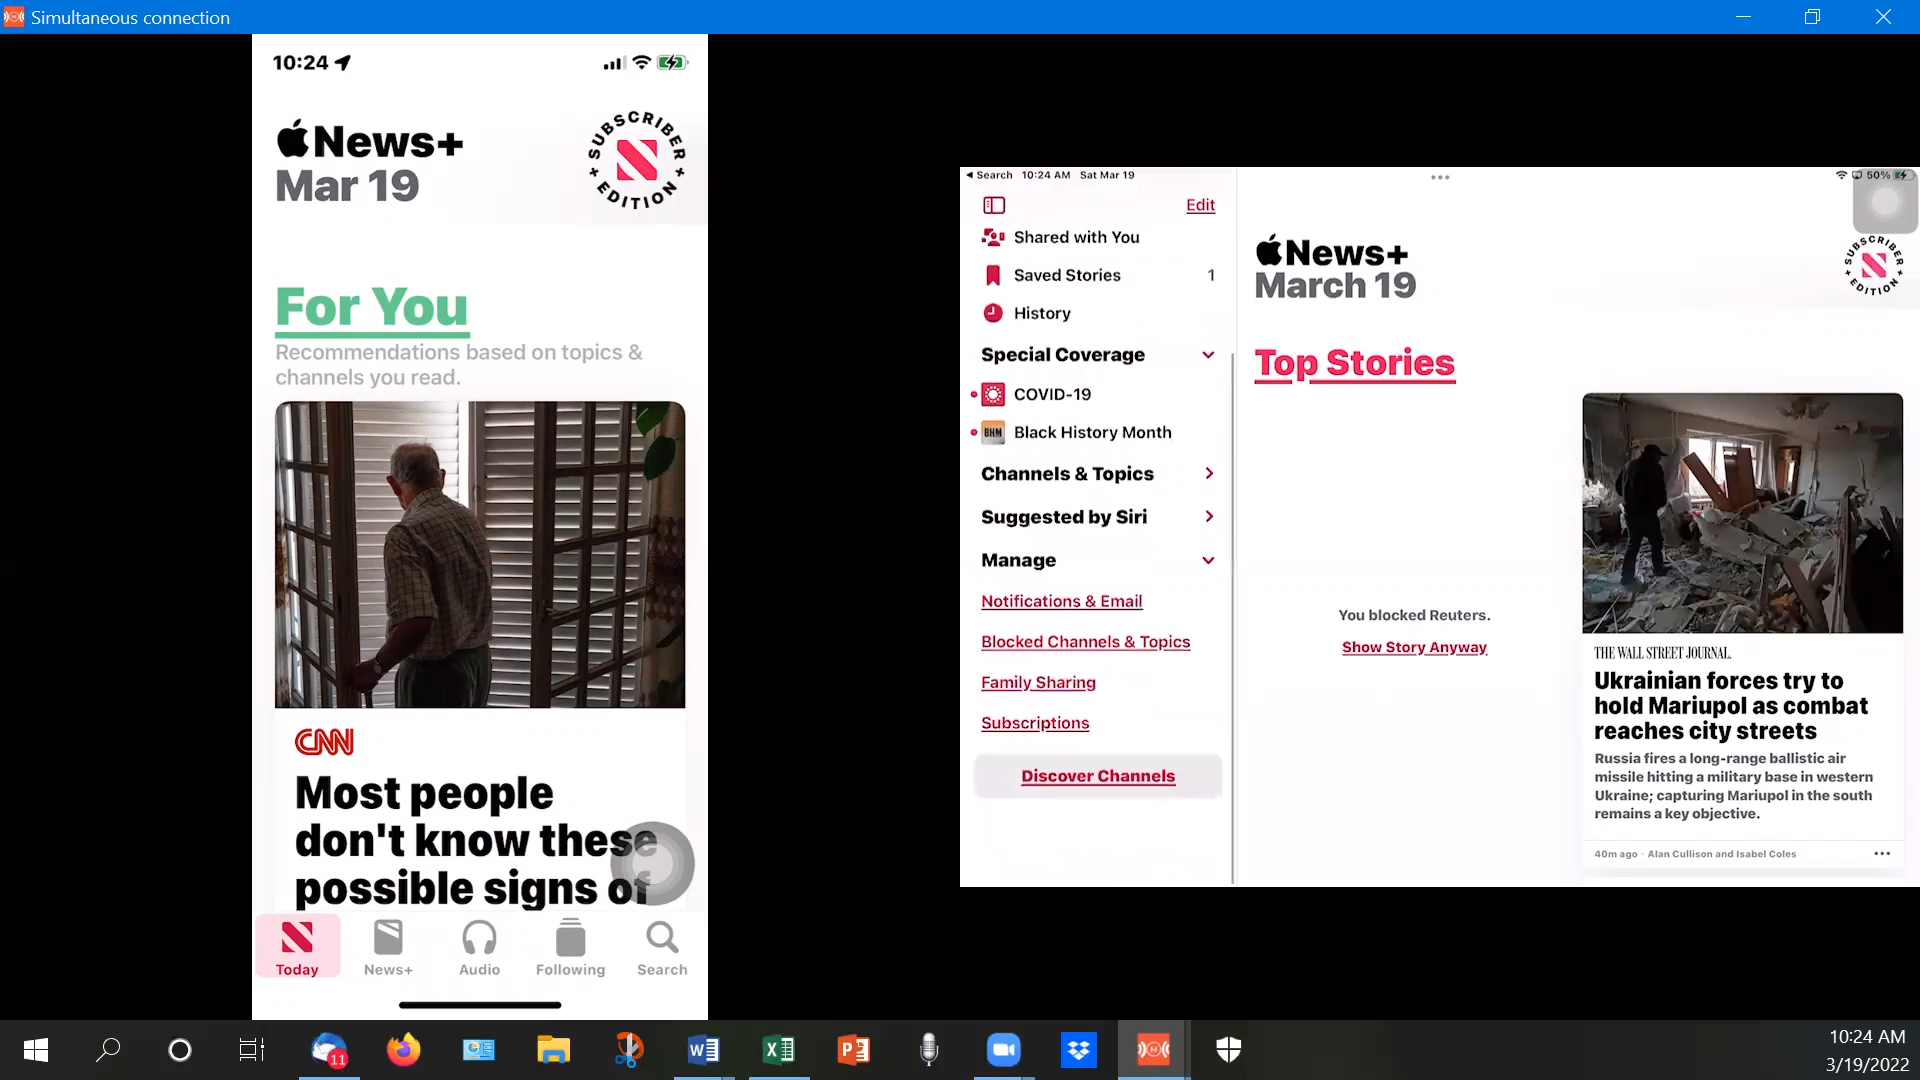 Simultaneous connection
10:24
News+
Mar 19
SUBSCRIBER
EDITION
For You
Recommendations based on topics &
channels you read.
CNN
Most people
don't know these
possible signs of
Today
News+
Audio
Following
Search
Search 10:24 AM Sat Mar 19
50%
Edit
Shared with You
Saved Stories 1
History
Special Coverage
COVID-19
BHM Black History Month
Channels & Topics
Suggested by Siri
Manage
Notifications & Email
Blocked Channels & Topics
Family Sharing
Subscriptions
Discover Channels
News+
March 19
SUBSCRIBER
EDITION
Top Stories
You blocked Reuters.
Show Story Anyway
THE WALL STREET JOURNAL.
Ukrainian forces try to
hold Mariupol as combat
reaches city streets
Russia fires a long-range ballistic air
missile hitting a military base in western
Ukraine; capturing Mariupol in the south
remains a key objective.
40m ago · Alan Cullison and Isabel Coles
11
10:24 AM
3/19/2022